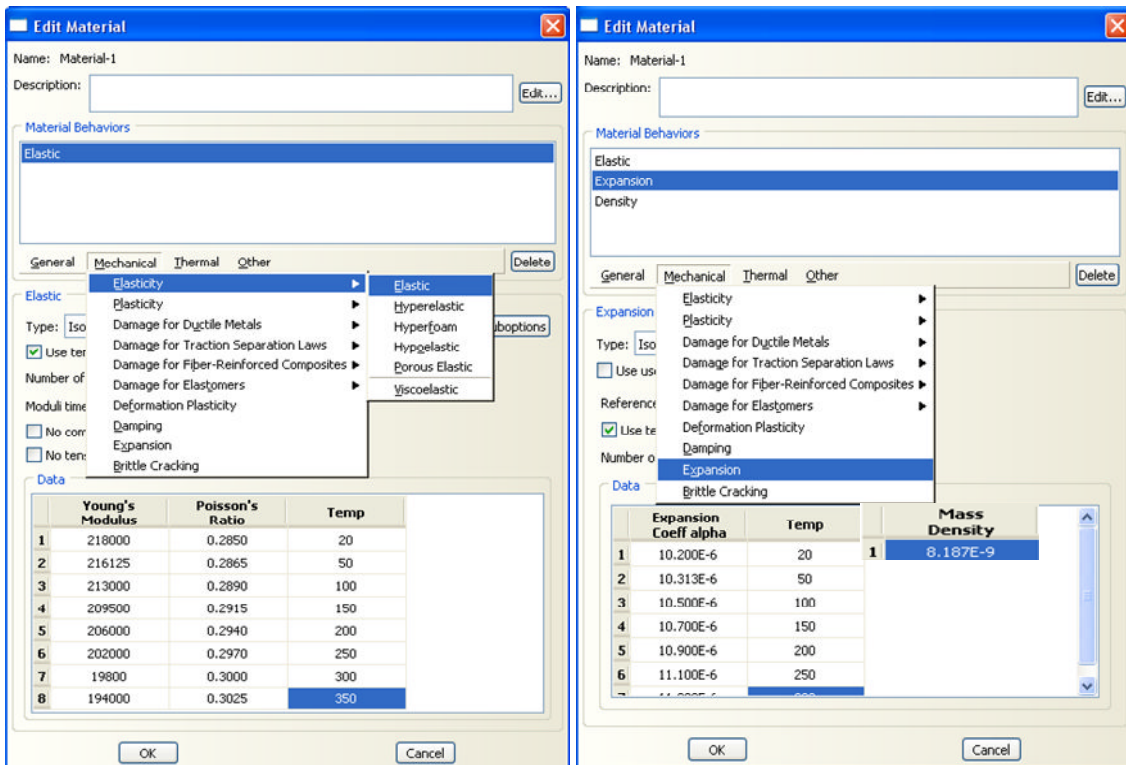 Edit Material
Name: Material-1
Description:
Edit...
Material Behaviors
Elastic
General Mechanical Thermal Other Delete
Elasticity
Plasticity
Damage for Ductile Metals
Damage for Traction Separation Laws
Damage for Fiber-Reinforced Composites
Damage for Elastomers
Deformation Plasticity
Damping
Expansion
Brittle Cracking
Elastic
Hyperelastic
Hyperfoam
Hypoelastic
Porous Elastic
Viscoelastic
Elastic
Type: Iso
uboptions
Use ter
Number of
Moduli time
No com
No tens
Data
Young's Modulus Poisson's Ratio Temp
1 218000 0.2850 20
2 216125 0.2865 50
3 213000 0.2890 100
4 209500 0.2915 150
5 206000 0.2940 200
6 202000 0.2970 250
7 19800 0.3000 300
8 194000 0.3025 350
OK Cancel
Edit Material
Name: Material-1
Description:
Edit...
Material Behaviors
Elastic
Expansion
Density
General Mechanical Thermal Other Delete
Elasticity
Plasticity
Damage for Ductile Metals
Damage for Traction Separation Laws
Damage for Fiber-Reinforced Composites
Damage for Elastomers
Deformation Plasticity
Damping
Expansion
Brittle Cracking
Expansion
Type: Iso
Use use
Reference
Use te
Number o
Data
Expansion Coeff alpha Temp
1 10.200E-6 20
2 10.313E-6 50
3 10.500E-6 100
4 10.700E-6 150
5 10.900E-6 200
6 11.100E-6 250
Mass Density
1 8.187E-9
OK Cancel